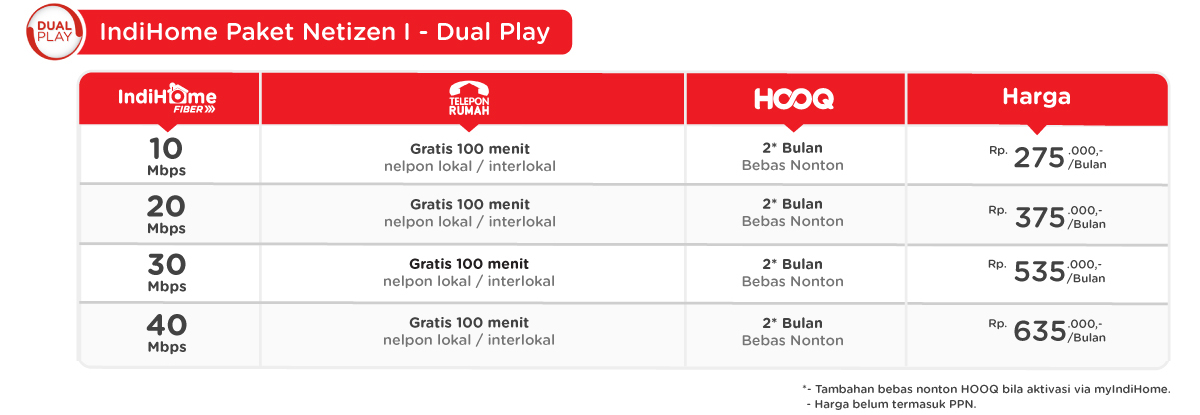 DUAL
PLAY
IndiHome Paket Netizen I - Dual Play
IndiHome
FIBER
TELEPON
RUMAH
HOOQ
Harga
10
Mbps
Gratis 100 menit
nelpon lokal / interlokal
2* Bulan
Bebas Nonton
Rp. 275 .000,-
/Bulan
20
Mbps
Gratis 100 menit
nelpon lokal / interlokal
2* Bulan
Bebas Nonton
Rp. 375 .000,-
/Bulan
30
Mbps
Gratis 100 menit
nelpon lokal / interlokal
2* Bulan
Bebas Nonton
Rp. 535 .000,-
/Bulan
40
Mbps
Gratis 100 menit
nelpon lokal / interlokal
2* Bulan
Bebas Nonton
Rp. 635 .000,-
/Bulan
*- Tambahan bebas nonton HOOQ bila aktivasi via myIndiHome.
- Harga belum termasuk PPN.